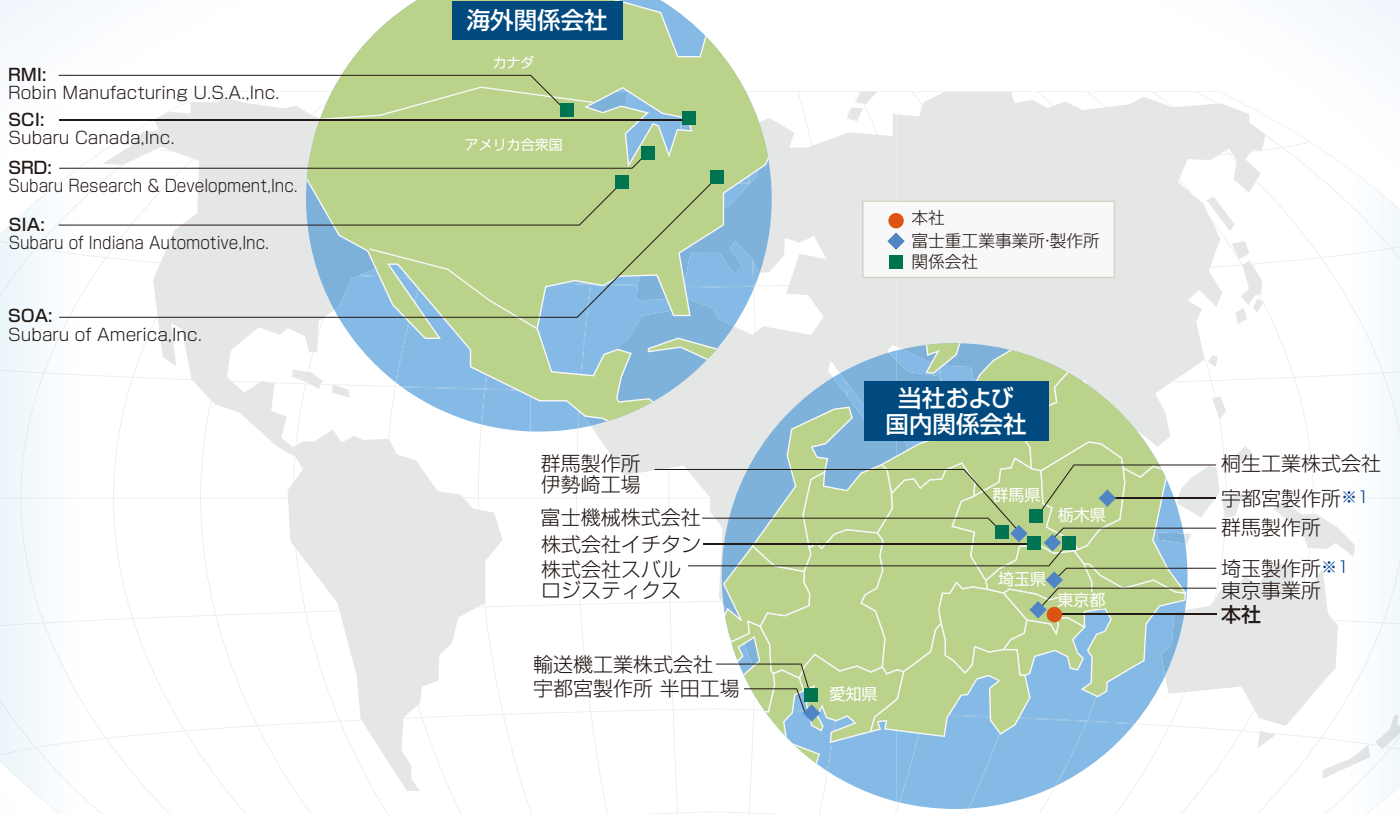 海外関係会社
カナダ
アメリカ合衆国
RMI:
Robin Manufacturing U.S.A.,Inc.
SCI:
Subaru Canada,Inc.
SRD:
Subaru Research & Development,Inc.
SIA:
Subaru of Indiana Automotive,Inc.
SOA:
Subaru of America,Inc.
本社
富士重工業事業所・製作所
関係会社
当社および
国内関係会社
群馬製作所
伊勢崎工場
富士機械株式会社
株式会社イチタン
株式会社スバル
ロジスティクス
輸送機工業株式会社
宇都宮製作所 半田工場
群馬県
栃木県
埼玉県
東京都
愛知県
桐生工業株式会社
宇都宮製作所※1
群馬製作所
埼玉製作所※1
東京事業所
本社